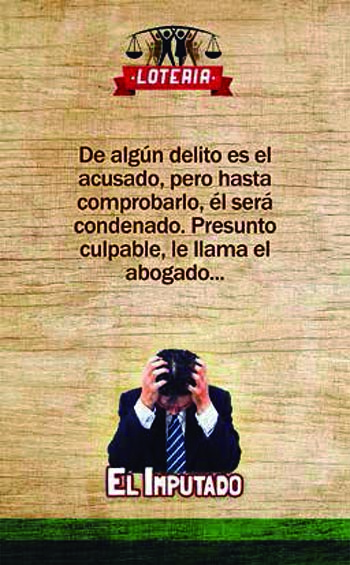 LOTERIA
De algún delito es el
acusado, pero hasta
comprobarlo, él será
condenado. Presunto
culpable, le llama el
abogado...
EL IMPUTADO